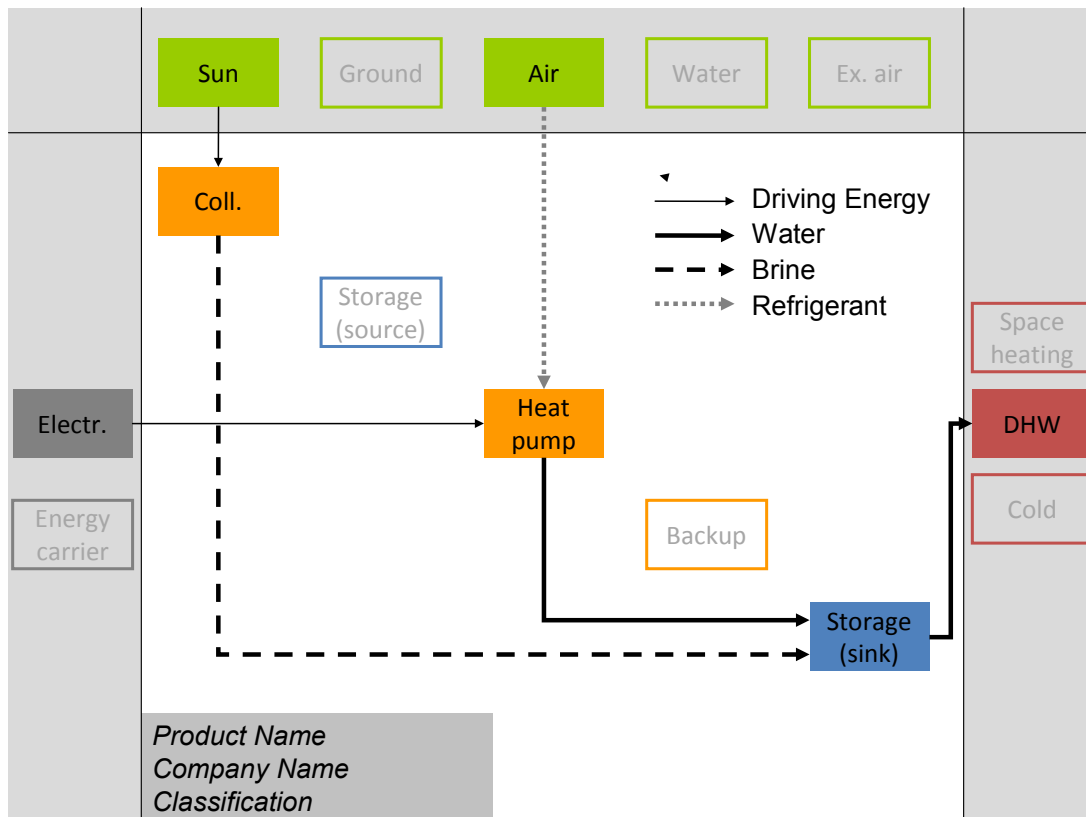 Sun
Ground
Air
Water
Ex. air
Coll.
Driving Energy
Water
Brine
Refrigerant
Storage
(source)
Space
heating
Electr.
Heat
pump
DHW
Energy
carrier
Backup
Cold
Storage
(sink)
Product Name
Company Name
Classification